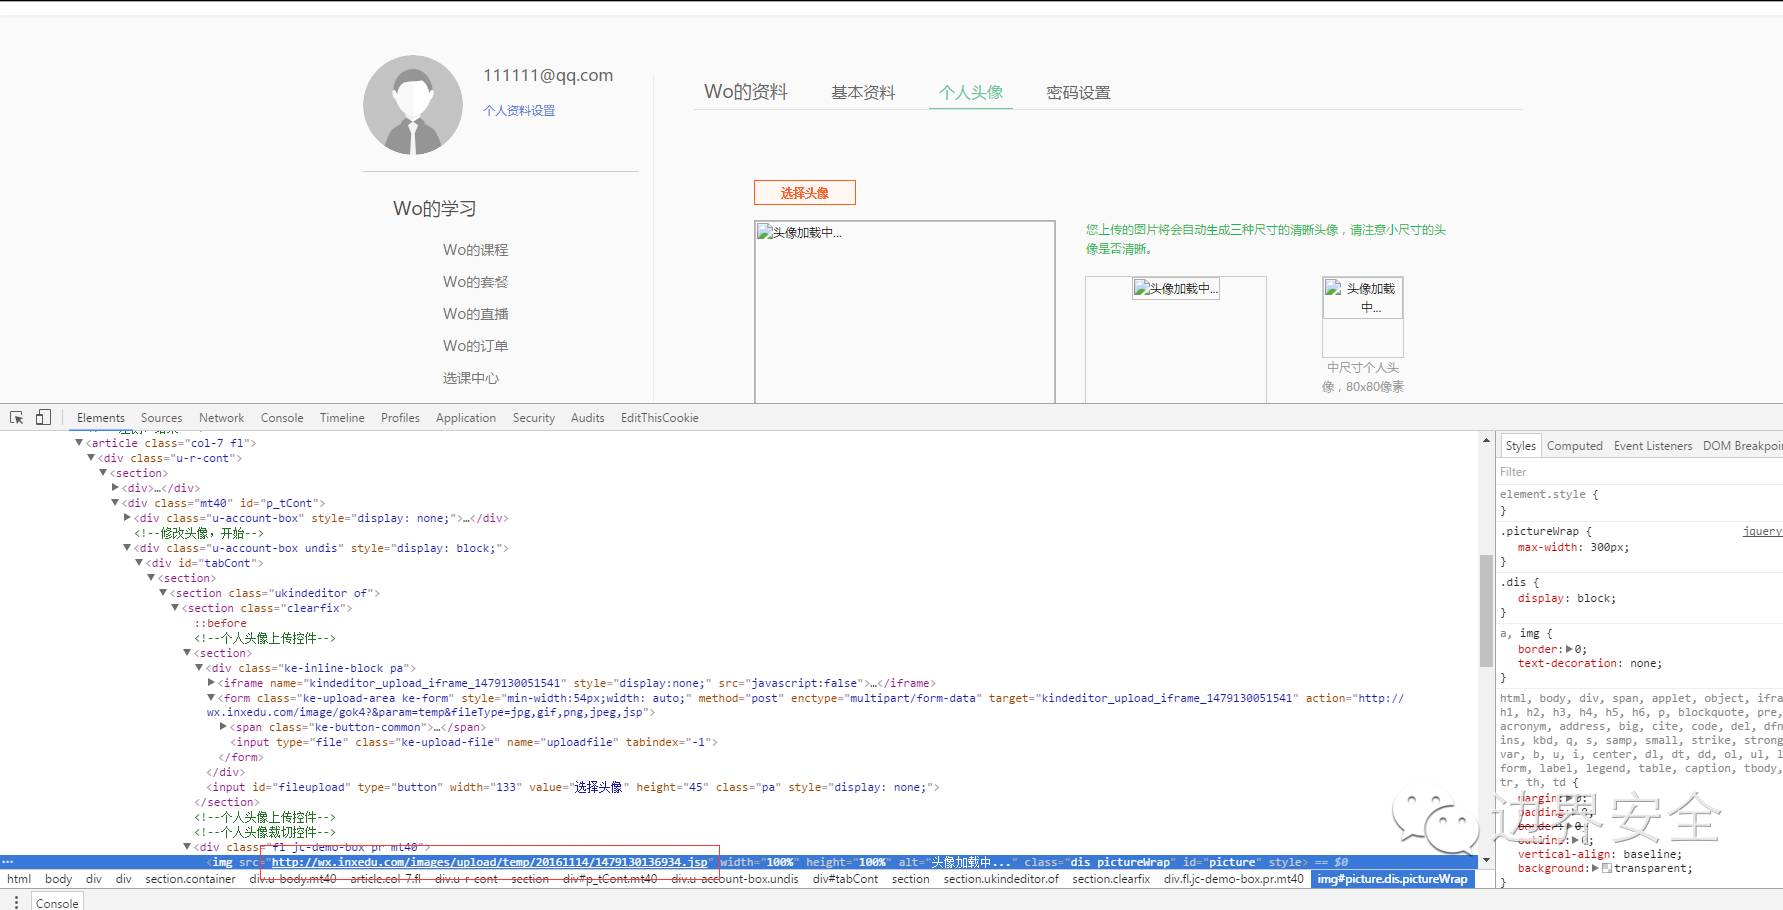 111111@qq.com
个人资料设置
Wo的资料
基本资料
个人头像
密码设置
Wo的学习
Wo的课程
Wo的套餐
Wo的直播
Wo的订单
选课中心
选择头像
头像加载中...
您上传的图片将会自动生成三种尺寸的清晰头像，请注意小尺寸的头
像是否清晰。
头像加载中...
头像加载
中...
中尺寸个人头
像，80x80像素
Elements Sources Network Console Timeline Profiles Application Security Audits EditThisCookie
<article class="col-7 fl">
<div class="u-r-cont">
<section>
<div>…</div>
<div class="mt40" id="p_tCont">
<div class="u-account-box" style="display: none;">…</div>
<!--修改头像，开始-->
<div class="u-account-box undis" style="display: block;">
<div id="tabCont">
<section>
<section class="ukindeditor of">
<section class="clearfix">
::before
<!--个人头像上传控件-->
<section>
<div class="ke-inline-block pa">
<iframe name="kindeditor_upload_iframe_1479130051541" style="display:none;" src="javascript:false">…</iframe>
<form class="ke-upload-area ke-form" style="min-width:54px;width: auto;" method="post" enctype="multipart/form-data" target="kindeditor_upload_iframe_1479130051541" action="http://
wx.inxedu.com/image/gok4?&param=temp&fileType=jpg,gif,png,jpeg,jsp">
<span class="ke-button-common">…</span>
<input type="file" class="ke-upload-file" name="uploadfile" tabindex="-1">
</form>
</div>
<input id="fileupload" type="button" width="133" value="选择头像" height="45" class="pa" style="display: none;">
</section>
<!--个人头像上传控件-->
<!--个人头像裁切控件-->
<div class="fl jc-demo-box pr mt40">
<img src="http://wx.inxedu.com/images/upload/temp/20161114/1479130136934.jsp" width="100%" height="100%" alt="头像加载中..." class="dis pictureWrap" id="picture" style> == $0
html body div div section.container div.u-body.mt40 article.col-7.fl div.u-r-cont section div#p_tCont.mt40 div.u-account-box.undis div#tabCont section section.ukindeditor.of section.clearfix div.fl.jc-demo-box.pr.mt40 img#picture.dis.pictureWrap
Console
Styles Computed Event Listeners DOM Breakpoi
Filter
element.style {
}
.pictureWrap { jquery
max-width: 300px;
}
.dis {
display: block;
}
a, img {
border: 0;
text-decoration: none;
}
html, body, div, span, applet, object, ifra
h1, h2, h3, h4, h5, h6, p, blockquote, pre,
acronym, address, big, cite, code, del, dfn
ins, kbd, q, s, samp, small, strike, strong
var, b, u, i, center, dl, dt, dd, ol, ul, l
form, label, legend, table, caption, tbody,
tr, th, td {
margin: 0;
padding: 0;
border: 0;
outline: 0;
vertical-align: baseline;
background: transparent;
}
边界安全